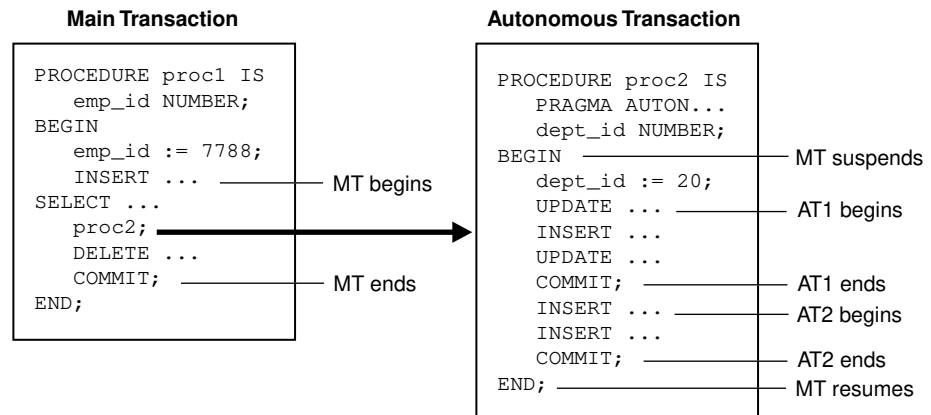 Main Transaction
PROCEDURE proc1 IS
emp_id NUMBER;
BEGIN
emp_id := 7788;
INSERT ...
MT begins
SELECT ...
proc2;
DELETE ...
COMMIT;
MT ends
END;
Autonomous Transaction
PROCEDURE proc2 IS
PRAGMA AUTON...
dept_id NUMBER;
BEGIN
MT suspends
dept_id := 20;
UPDATE ...
AT1 begins
INSERT ...
UPDATE ...
COMMIT;
AT1 ends
INSERT ...
AT2 begins
INSERT ...
COMMIT;
AT2 ends
END;
MT resumes